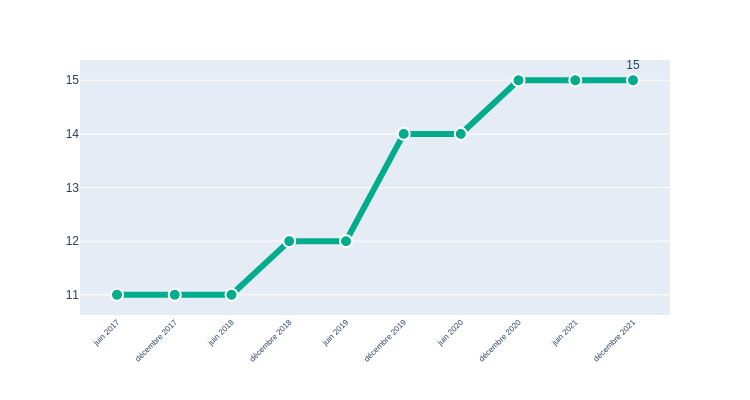 15
15
14
13
12
11
juin 2017
décembre 2017
juin 2018
décembre 2018
juin 2019
décembre 2019
juin 2020
décembre 2020
juin 2021
décembre 2021